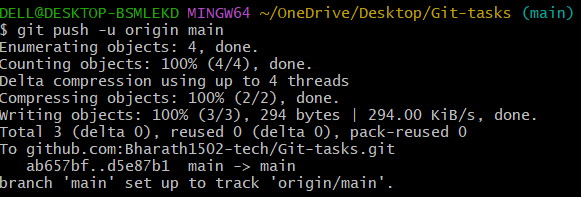 DELL@DESKTOP-BSMLEKD MINGW64 ~/OneDrive/Desktop/Git-tasks (main)
$ git push -u origin main
Enumerating objects: 4, done.
Counting objects: 100% (4/4), done.
Delta compression using up to 4 threads
Compressing objects: 100% (2/2), done.
Writing objects: 100% (3/3), 294 bytes | 294.00 KiB/s, done.
Total 3 (delta 0), reused 0 (delta 0), pack-reused 0
To github.com:Bharath1502-tech/Git-tasks.git
   ab657bf..d5e87b1  main -> main
branch 'main' set up to track 'origin/main'.